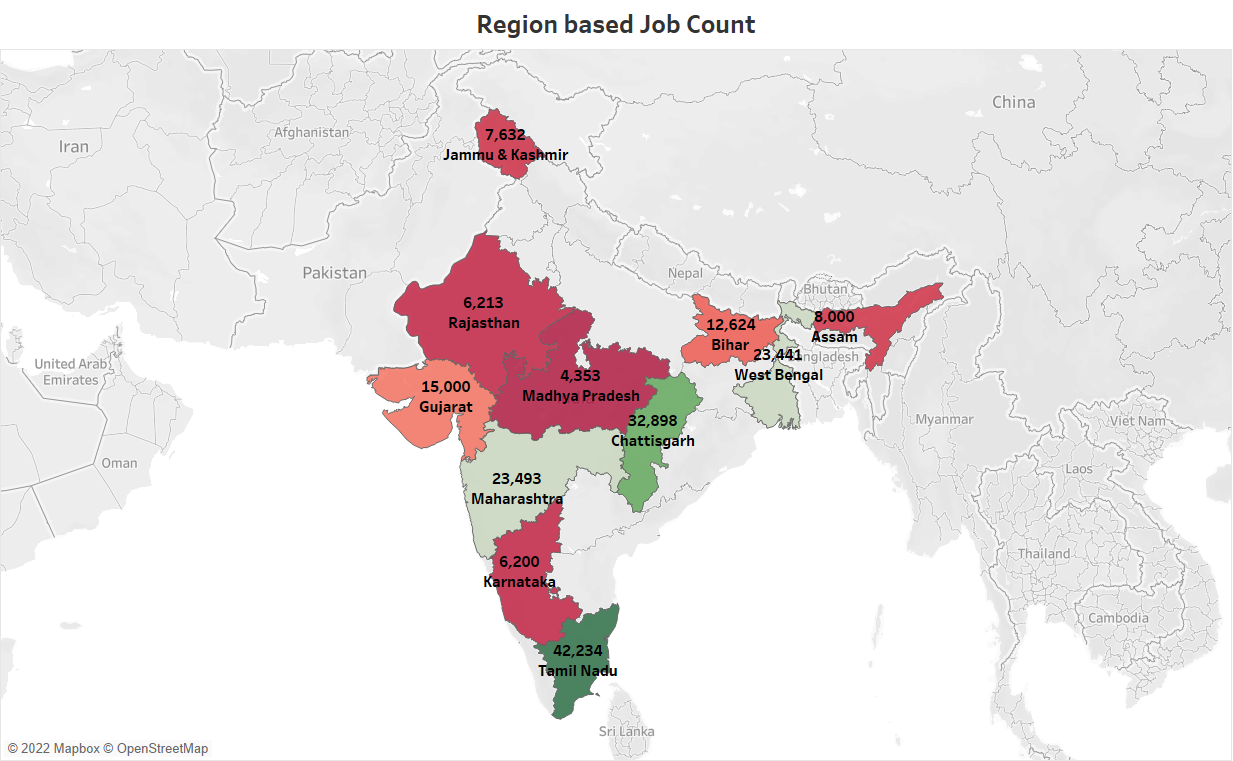 Region based Job Count
China
Afghanistan
Iran
7,632
Jammu & Kashmir
Pakistan
Nepal
Bhutan
6,213
Rajasthan
12,624
Bihar
8,000
Assam
United Arab
Emirates
23,441
Bangladesh
West Bengal
15,000
Gujarat
4,353
Madhya Pradesh
32,898
Chattisgarh
Myanmar
Viet Nam
Oman
Laos
23,493
Maharashtra
6,200
Karnataka
Thailand
Cambodia
42,234
Tamil Nadu
Sri Lanka
© 2022 Mapbox © OpenStreetMap